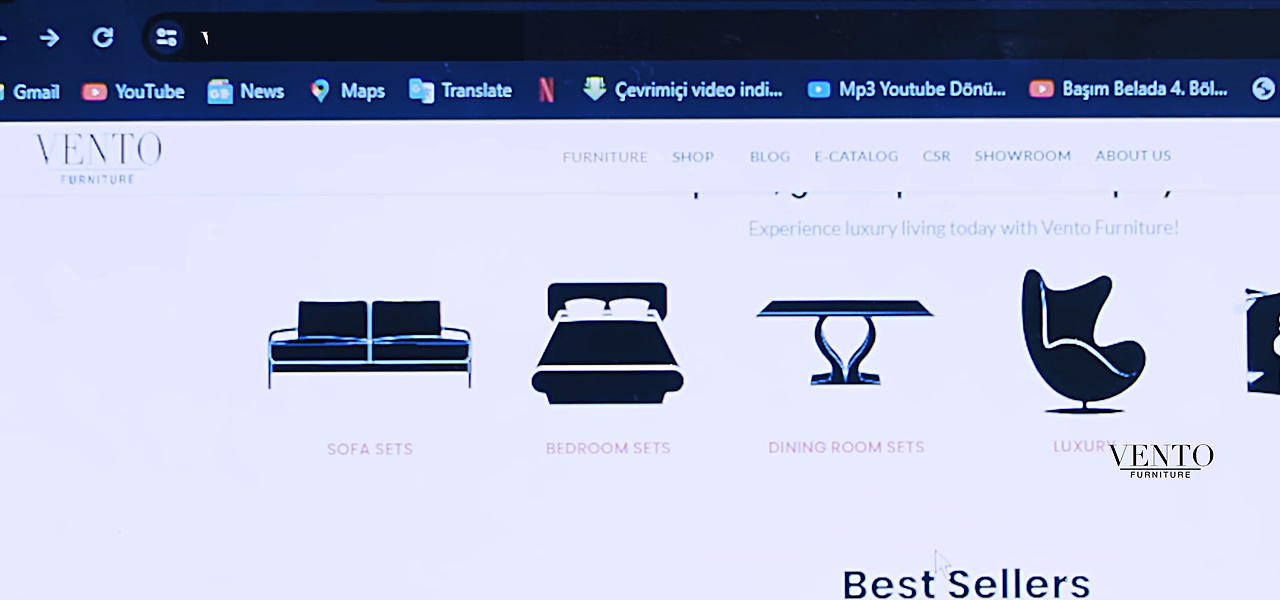 Gmail YouTube News Maps Translate Çevrimiçi video indi... Mp3 Youtube Dönü... Başım Belada 4. Böl...
VENTO
FURNITURE
FURNITURE SHOP BLOG E-CATALOG CSR SHOWROOM ABOUT US
Experience luxury living today with Vento Furniture!
SOFA SETS BEDROOM SETS DINING ROOM SETS LUXURY
VENTO
FURNITURE
Best Sellers